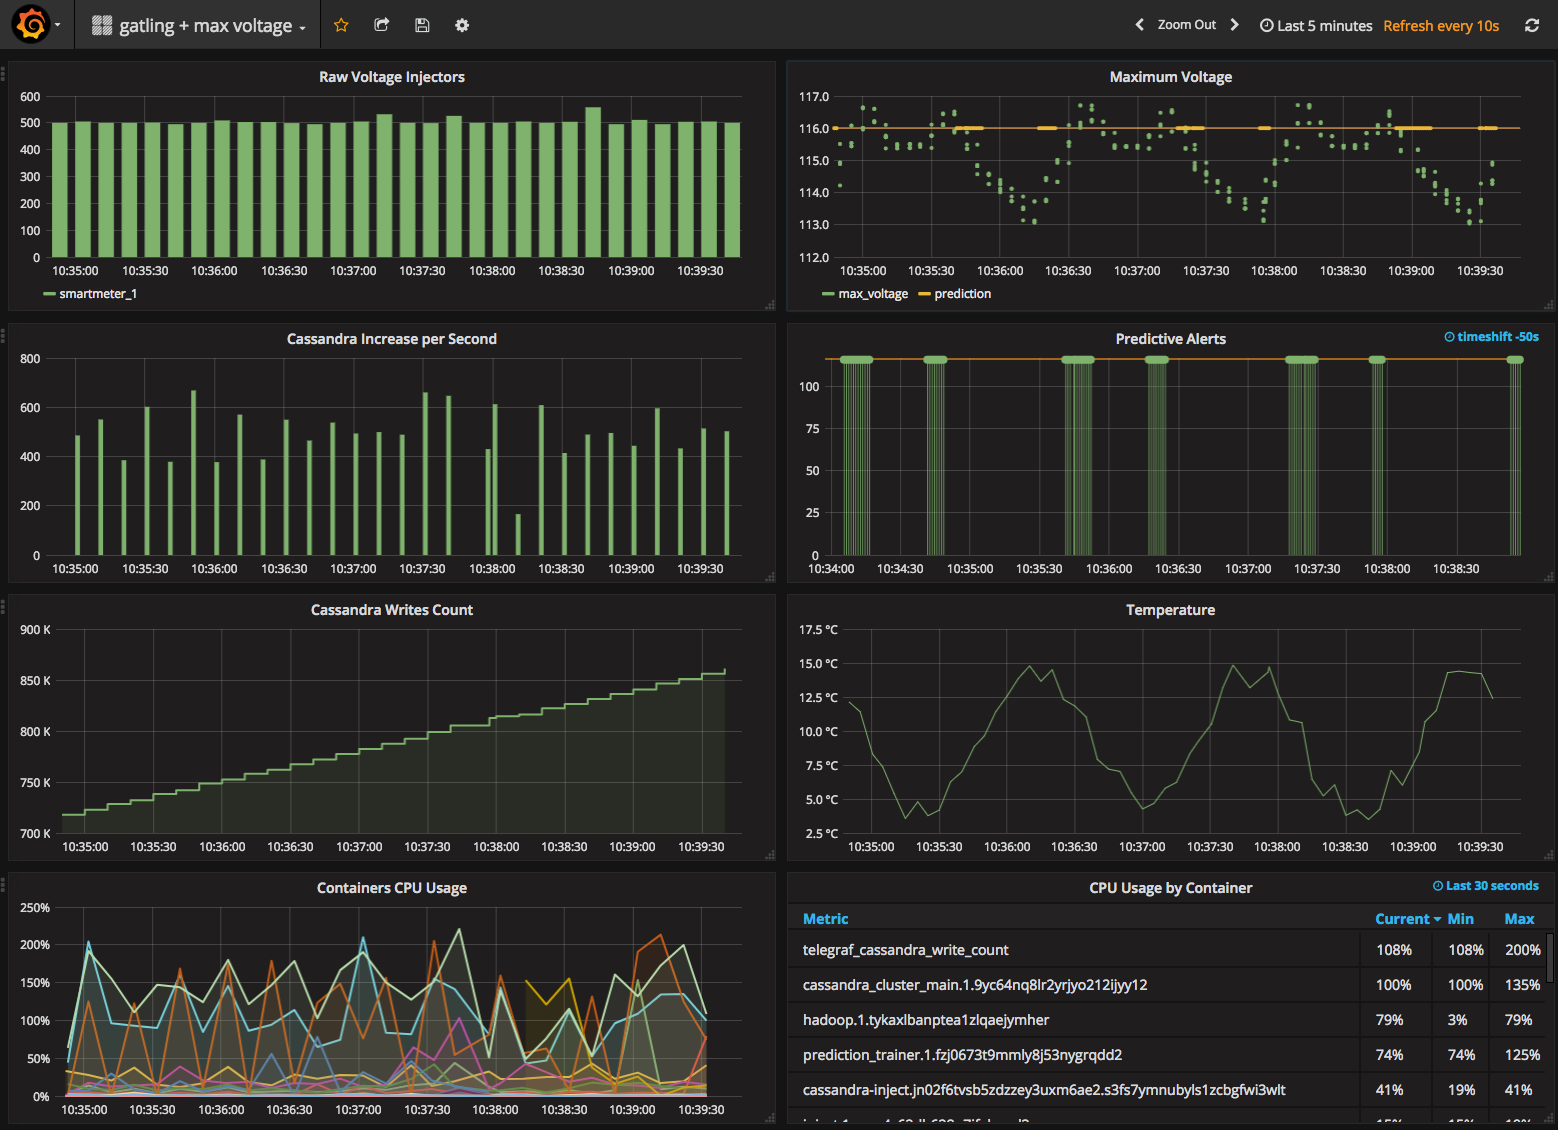 gatling + max voltage
Zoom Out
Last 5 minutes
Refresh every 10s
Raw Voltage Injectors
600
500
400
300
200
100
0
10:35:00 10:35:30 10:36:00 10:36:30 10:37:00 10:37:30 10:38:00 10:38:30 10:39:00 10:39:30
smartmeter_1
Maximum Voltage
117.0
116.0
115.0
114.0
113.0
112.0
10:35:00 10:35:30 10:36:00 10:36:30 10:37:00 10:37:30 10:38:00 10:38:30 10:39:00 10:39:30
max_voltage prediction
Cassandra Increase per Second
800
600
400
200
0
10:35:00 10:35:30 10:36:00 10:36:30 10:37:00 10:37:30 10:38:00 10:38:30 10:39:00 10:39:30
Predictive Alerts
timeshift -50s
100
75
50
25
0
10:34:00 10:34:30 10:35:00 10:35:30 10:36:00 10:36:30 10:37:00 10:37:30 10:38:00 10:38:30
Cassandra Writes Count
900 K
850 K
800 K
750 K
700 K
10:35:00 10:35:30 10:36:00 10:36:30 10:37:00 10:37:30 10:38:00 10:38:30 10:39:00 10:39:30
Temperature
17.5 °C
15.0 °C
12.5 °C
10.0 °C
7.5 °C
5.0 °C
2.5 °C
10:35:00 10:35:30 10:36:00 10:36:30 10:37:00 10:37:30 10:38:00 10:38:30 10:39:00 10:39:30
Containers CPU Usage
250%
200%
150%
100%
50%
0%
10:35:00 10:35:30 10:36:00 10:36:30 10:37:00 10:37:30 10:38:00 10:38:30 10:39:00 10:39:30
CPU Usage by Container
Last 30 seconds
Metric Current Min Max
telegraf_cassandra_write_count 108% 108% 200%
cassandra_cluster_main.1.9yc64nq8lr2yrjyo212ijyy12 100% 100% 135%
hadoop.1.tykaxlbanptea1zlqaejymher 79% 3% 79%
prediction_trainer.1.fzj0673t9mmly8j53nygrqdd2 74% 74% 125%
cassandra-inject.jn02f6tvsb5zdzzey3uxm6ae2.s3fs7ymnubyls1zcbgfwi3wlt 41% 19% 41%